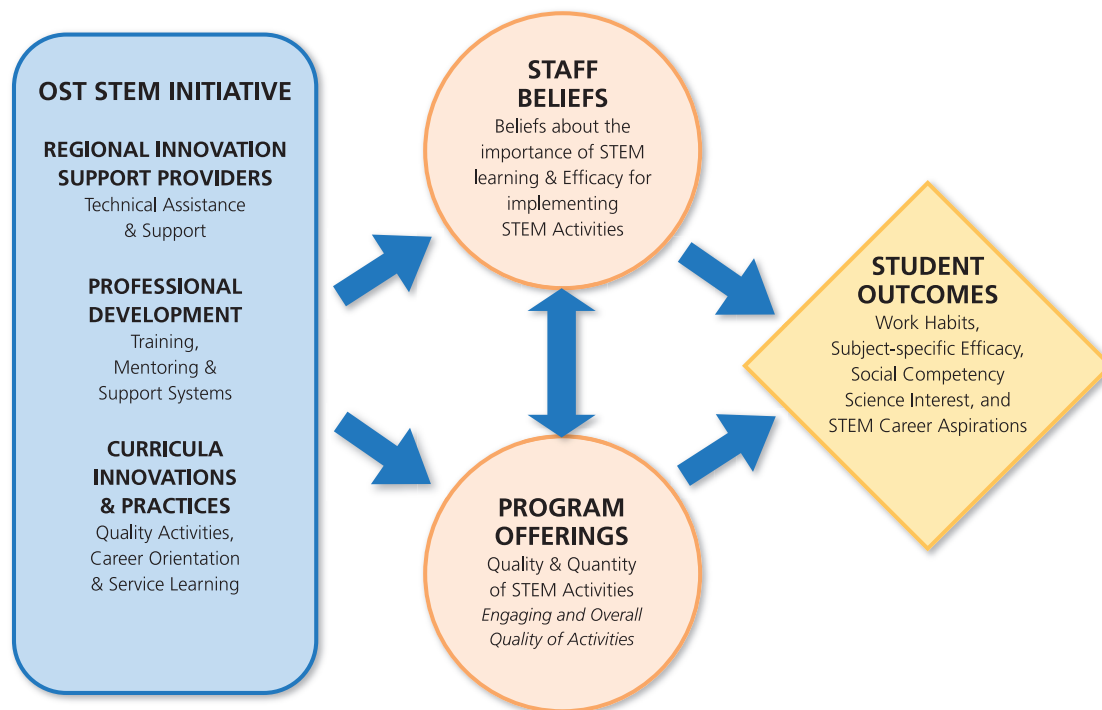 OST STEM INITIATIVE
REGIONAL INNOVATION
SUPPORT PROVIDERS
Technical Assistance
& Support
PROFESSIONAL
DEVELOPMENT
Training,
Mentoring &
Support Systems
CURRICULA
INNOVATIONS
& PRACTICES
Quality Activities,
Career Orientation
& Service Learning
STAFF
BELIEFS
Beliefs about the
importance of STEM
learning & Efficacy for
implementing
STEM Activities
PROGRAM
OFFERINGS
Quality & Quantity
of STEM Activities
Engaging and Overall
Quality of Activities
STUDENT
OUTCOMES
Work Habits,
Subject-specific Efficacy,
Social Competency
Science Interest, and
STEM Career Aspirations